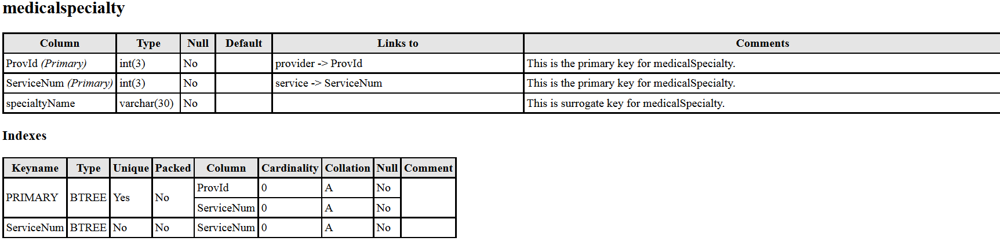 medicalspecialty
Column Type Null Default Links to Comments
ProvId (Primary) int(3) No provider -> ProvId This is the primary key for medicalSpecialty.
ServiceNum (Primary) int(3) No service -> ServiceNum This is the primary key for medicalSpecialty.
specialtyName varchar(30) No This is surrogate key for medicalSpecialty.
Indexes
Keyname Type Unique Packed Column Cardinality Collation Null Comment
PRIMARY BTREE Yes No ProvId 0 A No
ServiceNum 0 A No
ServiceNum BTREE No No ServiceNum 0 A No